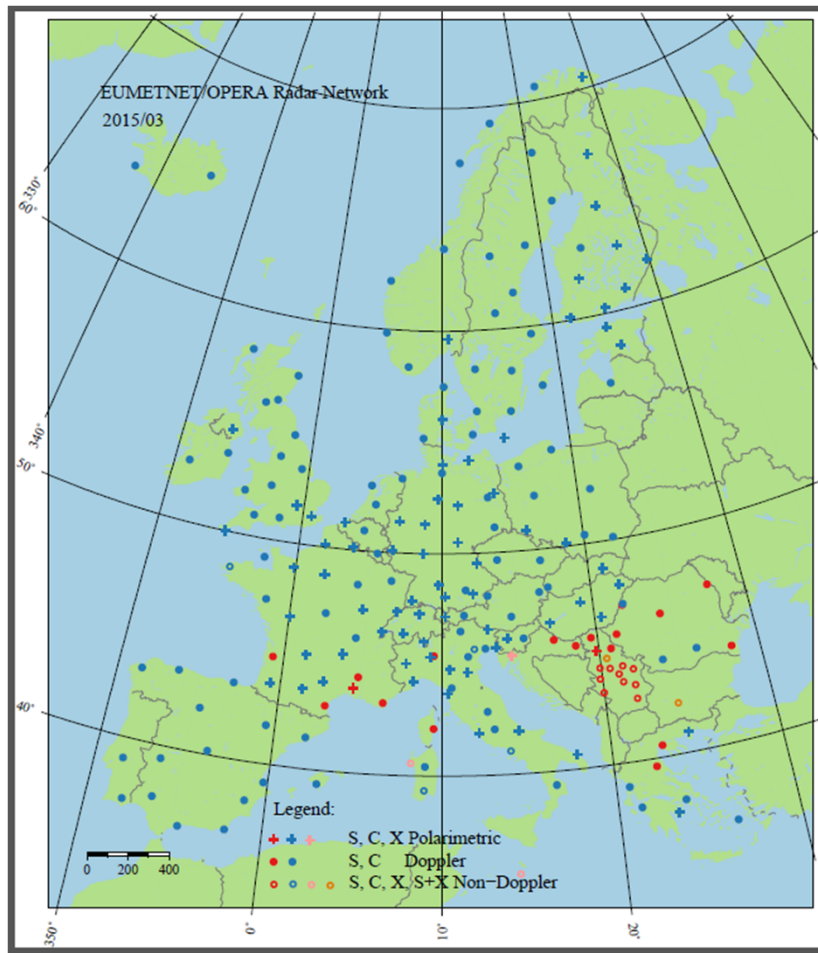 EUMETNET/OPERA Radar Network
2015/03
330°
60°
340°
50°
40°
Legend:
S, C, X Polarimetric
S, C Doppler
S, C, X, S+X Non−Doppler
0 200 400
350°
0°
10°
20°